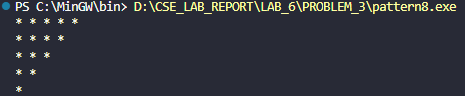 PS C:\MinGW\bin> D:\CSE_LAB_REPORT\LAB_6\PROBLEM_3\pattern8.exe
* * * * *
* * * *
* * *
* *
*